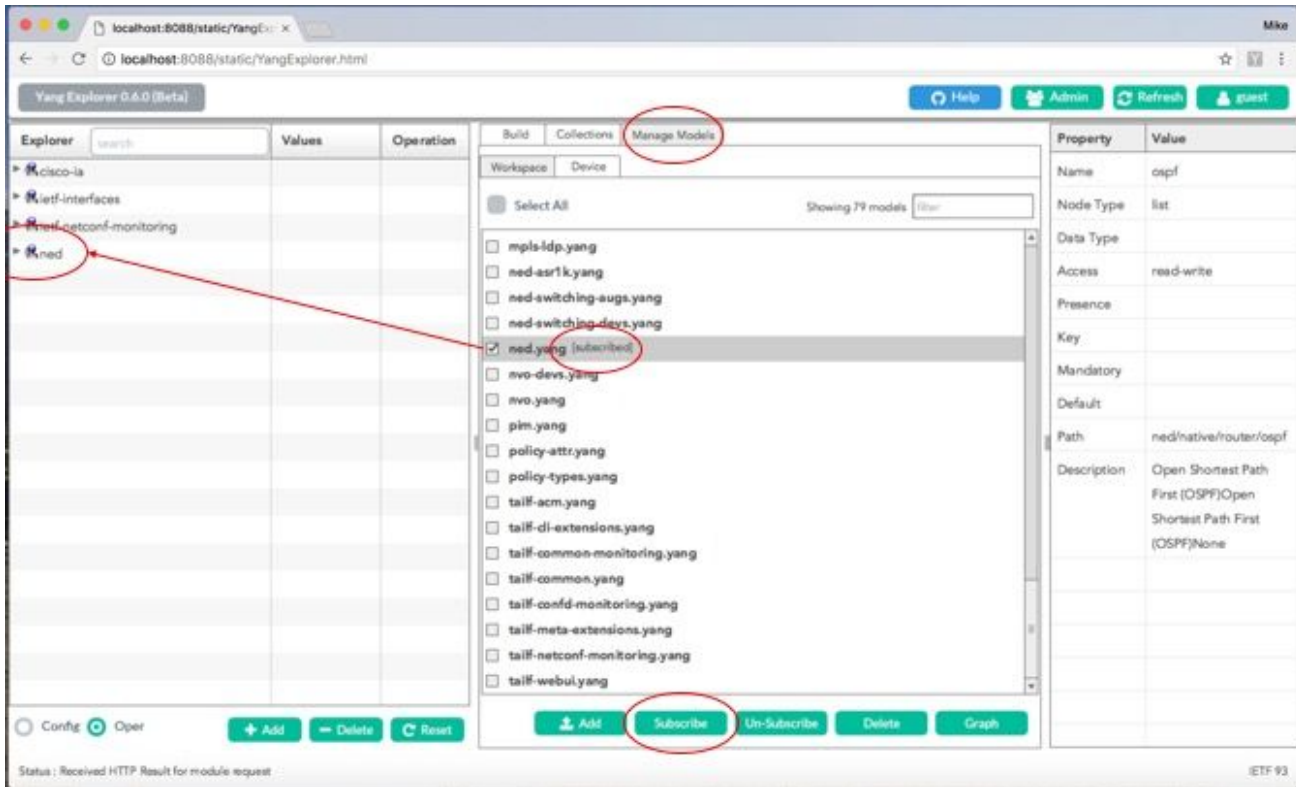 localhost:8088/static/YangEx
Mike
localhost:8088/static/YangExplorer.html
Yang Explorer 0.6.0 (Beta)
Help
Admin
Refresh
guest
Explorer
search
Values
Operation
cisco-ia
ietf-interfaces
ietf-netconf-monitoring
ned
Config
Oper
Add
Delete
Reset
Build
Collections
Manage Models
Workspace
Device
Select All
Showing 79 models
filter
mpls-ldp.yang
ned-asr1k.yang
ned-switching-augs.yang
ned-switching-devs.yang
ned.yang [subscribed]
nvo-devs.yang
nvo.yang
pim.yang
policy-attr.yang
policy-types.yang
tailf-acm.yang
tailf-cli-extensions.yang
tailf-common-monitoring.yang
tailf-common.yang
tailf-confd-monitoring.yang
tailf-meta-extensions.yang
tailf-netconf-monitoring.yang
tailf-webui.yang
Add
Subscribe
Un-Subscribe
Delete
Graph
Property Value
Name ospf
Node Type list
Data Type
Access read-write
Presence
Key
Mandatory
Default
Path ned/native/router/ospf
Description Open Shortest Path
First (OSPF)Open
Shortest Path First
(OSPF)None
Status : Received HTTP Result for module request
IETF 93